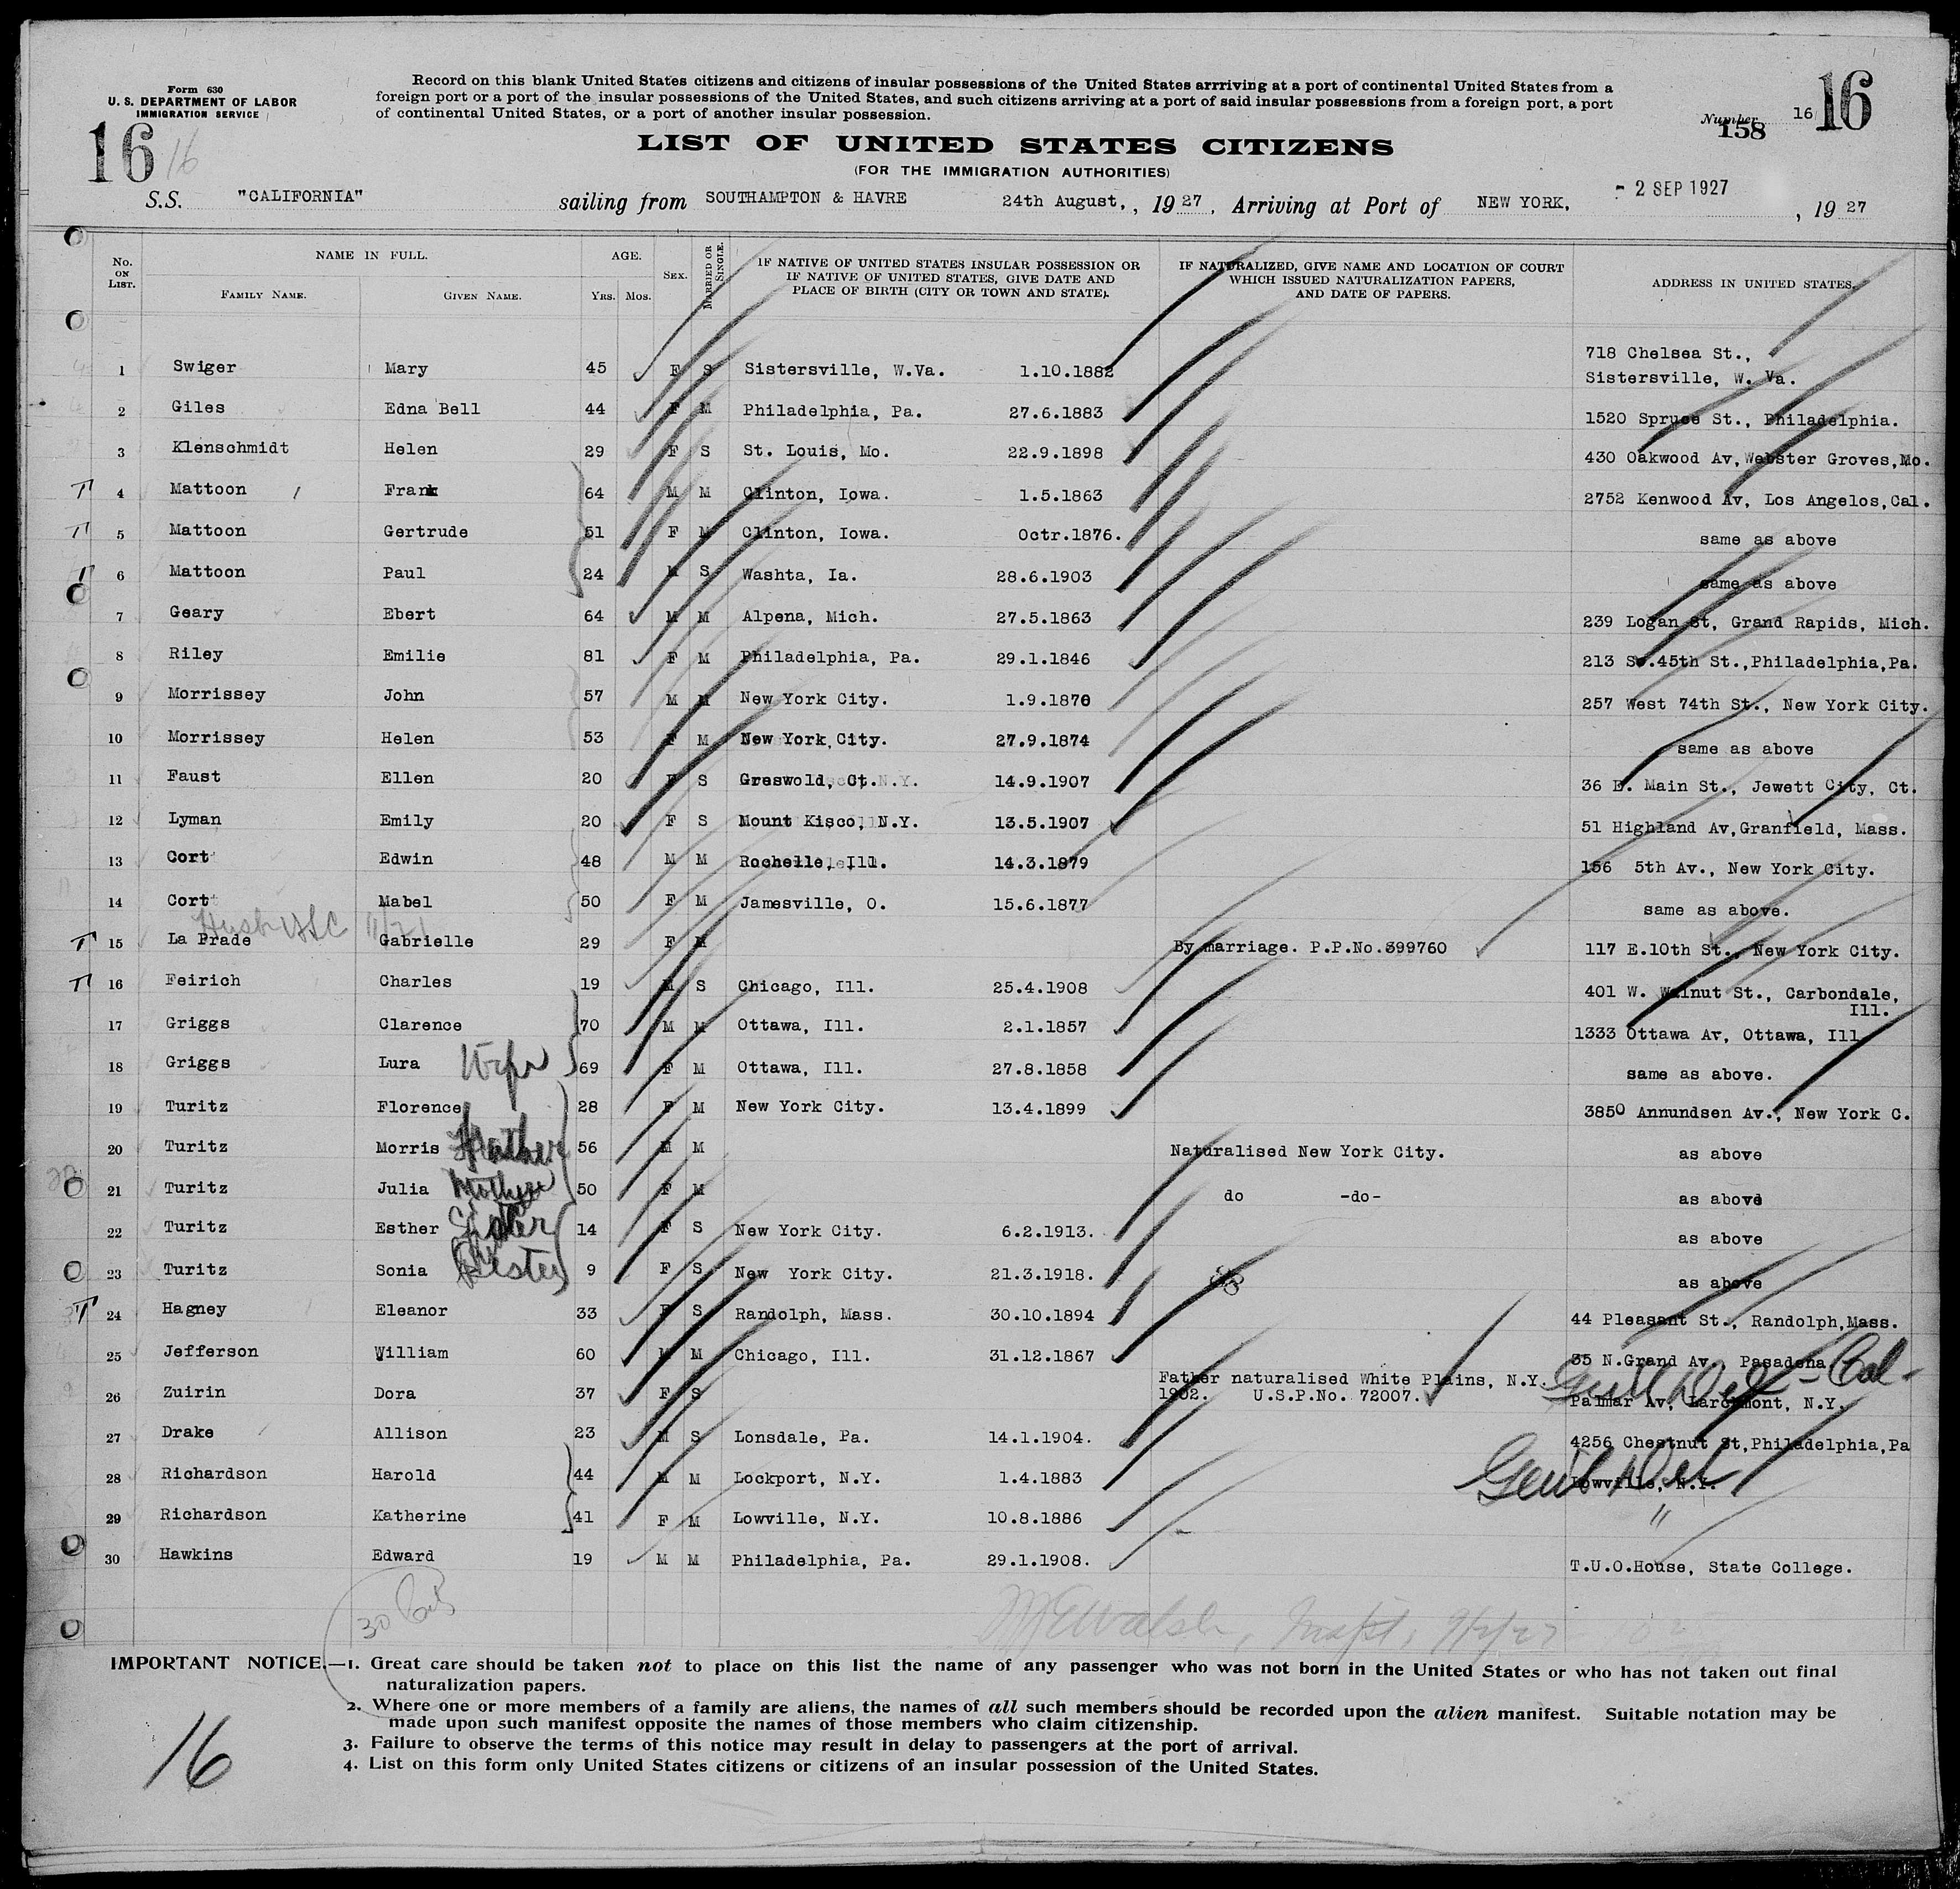 Form 630
U. S. DEPARTMENT OF LABOR
IMMIGRATION SERVICE
Record on this blank United States citizens and citizens of insular possessions of the United States arrriving at a port of continental United States from a
foreign port or a port of the insular possessions of the United States, and such citizens arriving at a port of said insular possessions from a foreign port, a port
of continental United States, or a port of another insular possession.
Number 16 16
158
16 16
LIST OF UNITED STATES CITIZENS
(FOR THE IMMIGRATION AUTHORITIES)
S.S. "CALIFORNIA" sailing from SOUTHAMPTON & HAVRE 24th August, , 19 27 , Arriving at Port of NEW YORK, - 2 SEP 1927 , 19 27
No. ON LIST. NAME IN FULL. FAMILY NAME. GIVEN NAME. AGE. Yrs. Mos. SEX. MARRIED OR SINGLE. IF NATIVE OF UNITED STATES INSULAR POSSESSION OR IF NATIVE OF UNITED STATES, GIVE DATE AND PLACE OF BIRTH (CITY OR TOWN AND STATE). IF NATURALIZED, GIVE NAME AND LOCATION OF COURT WHICH ISSUED NATURALIZATION PAPERS, AND DATE OF PAPERS. ADDRESS IN UNITED STATES.
1 Swiger Mary 45 F S Sistersville, W.Va. 1.10.1882 718 Chelsea St., Sistersville, W. Va.
2 Giles Edna Bell 44 F M Philadelphia, Pa. 27.6.1883 1520 Spruce St., Philadelphia.
3 Klenschmidt Helen 29 F S St. Louis, Mo. 22.9.1898 430 Oakwood Av,Webster Groves,Mo.
T 4 Mattoon Frank 64 M M Clinton, Iowa. 1.5.1863 2752 Kenwood Av, Los Angelos,Cal.
T 5 Mattoon Gertrude 51 F M Clinton, Iowa. Octr.1876. same as above
T 6 Mattoon Paul 24 M S Washta, Ia. 28.6.1903 same as above
7 Geary Ebert 64 M M Alpena, Mich. 27.5.1863 239 Logan St, Grand Rapids, Mich.
8 Riley Emilie 81 F M Philadelphia, Pa. 29.1.1846 213 So.45th St.,Philadelphia,Pa.
9 Morrissey John 57 M M New York City. 1.9.1870 257 West 74th St., New York City.
10 Morrissey Helen 53 F M New York City. 27.9.1874 same as above
11 Faust Ellen 20 F S Greswold, Ct. 14.9.1907 36 E. Main St., Jewett City, Ct.
12 Lyman Emily 20 F S Mount Kisco, N.Y. 13.5.1907 51 Highland Av,Granfield, Mass.
13 Cort Edwin 48 M M Rochelle, Ill. 14.3.1879 156 5th Av., New York City.
14 Cort Mabel 50 F M Jamesville, O. 15.6.1877 same as above.
T 15 La Prade Gabrielle 29 F M By marriage. P.P.No.399760 117 E.10th St., New York City.
T 16 Feirich Charles 19 M S Chicago, Ill. 25.4.1908 401 W. Walnut St., Carbondale, Ill.
17 Griggs Clarence 70 M M Ottawa, Ill. 2.1.1857 1333 Ottawa Av, Ottawa, Ill
18 Griggs Lura Wife 69 F M Ottawa, Ill. 27.8.1858 same as above.
19 Turitz Florence 28 F M New York City. 13.4.1899 3850 Annundsen Av., New York C.
20 Turitz Morris Father 56 M M Naturalised New York City. as above
21 Turitz Julia Mother 50 F M do -do- as above
22 Turitz Esther Sister 14 F S New York City. 6.2.1913. as above
23 Turitz Sonia Sister 9 F S New York City. 21.3.1918. as above
T 24 Hagney Eleanor 33 F S Randolph, Mass. 30.10.1894 44 Pleasant St., Randolph,Mass.
25 Jefferson William 60 M M Chicago, Ill. 31.12.1867 35 N.Grand Av., Pasadena, Cal-
26 Zuirin Dora 37 F S Father naturalised White Plains, N.Y. 1902. U.S.P.No. 72007. Palmar Av, Larchmont, N.Y.
27 Drake Allison 23 M S Lonsdale, Pa. 14.1.1904. 4256 Chestnut St,Philadelphia,Pa
28 Richardson Harold 44 M M Lockport, N.Y. 1.4.1883 Lowville, N.Y.
29 Richardson Katherine 41 F M Lowville, N.Y. 10.8.1886 "
30 Hawkins Edward 19 M M Philadelphia, Pa. 29.1.1908. T.U.O.House, State College.
30
9/2/27
IMPORTANT NOTICE.—1. Great care should be taken not to place on this list the name of any passenger who was not born in the United States or who has not taken out final
naturalization papers.
2. Where one or more members of a family are aliens, the names of all such members should be recorded upon the alien manifest. Suitable notation may be
made upon such manifest opposite the names of those members who claim citizenship.
3. Failure to observe the terms of this notice may result in delay to passengers at the port of arrival.
4. List on this form only United States citizens or citizens of an insular possession of the United States.
16